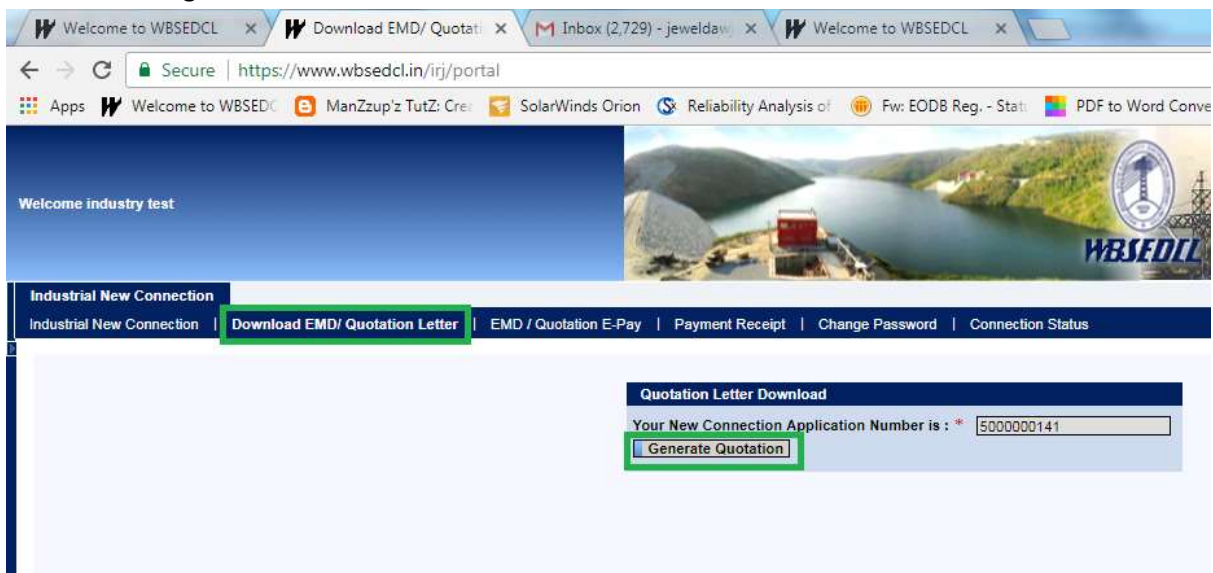 Welcome to WBSEDCL
Download EMD/ Quotati
Inbox (2,729) - jeweldaw
Welcome to WBSEDCL
Secure | https://www.wbsedcl.in/irj/portal
Apps Welcome to WBSEDC ManZzup'z TutZ: Cre SolarWinds Orion Reliability Analysis of Fw: EODB Reg. - Stat PDF to Word Conve
Welcome industry test
WBSEDCL
Industrial New Connection
Industrial New Connection | Download EMD/ Quotation Letter | EMD / Quotation E-Pay | Payment Receipt | Change Password | Connection Status
Quotation Letter Download
Your New Connection Application Number is : * 5000000141
Generate Quotation